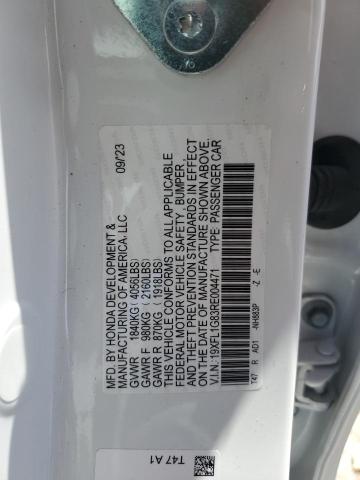 MFD. BY HONDA DEVELOPMENT & 09/'23
MANUFACTURING OF AMERICA, LLC
GVWR 1840KG (4056LBS)
GAWR F 980KG (2160LBS)
GAWR R 870KG (1918LBS)
THIS VEHICLE CONFORMS TO ALL APPLICABLE
FEDERAL MOTOR VEHICLE SAFETY, BUMPER,
AND THEFT PREVENTION STANDARDS IN EFFECT
ON THE DATE OF MANUFACTURE SHOWN ABOVE.
V.I.N.: 19XFL1G83RE004471 TYPE: PASSENGER CAR
T47 R AD1 NH883P -Z -E
T47 A1